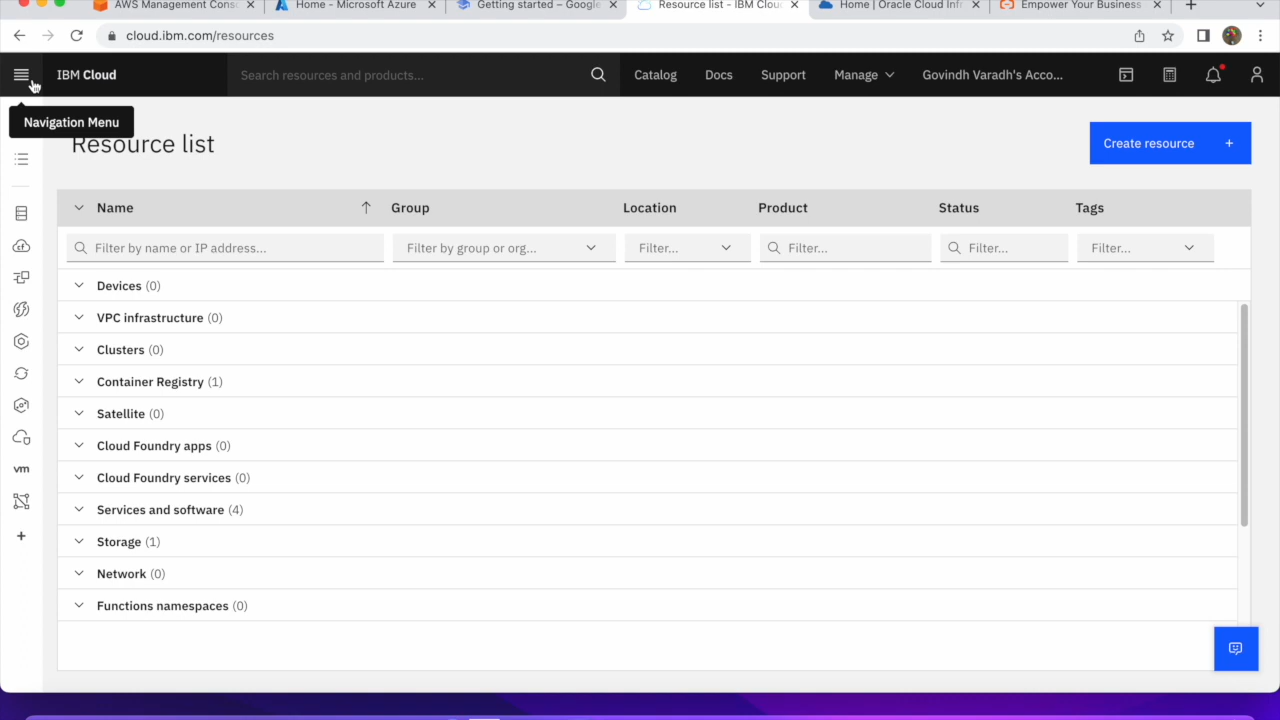 AWS Management Conso
Home - Microsoft Azure
Getting started – Google
Resource list - IBM Clou
Home | Oracle Cloud Infr
Empower Your Business
cloud.ibm.com/resources
IBM Cloud
Search resources and products...
Catalog
Docs
Support
Manage
Govindh Varadh's Acco...
Navigation Menu
Resource list
Create resource +
Name
Group
Location
Product
Status
Tags
Filter by name or IP address...
Filter by group or org...
Filter...
Filter...
Filter...
Filter...
Devices (0)
VPC infrastructure (0)
Clusters (0)
Container Registry (1)
Satellite (0)
Cloud Foundry apps (0)
Cloud Foundry services (0)
vm
Services and software (4)
Storage (1)
Network (0)
Functions namespaces (0)